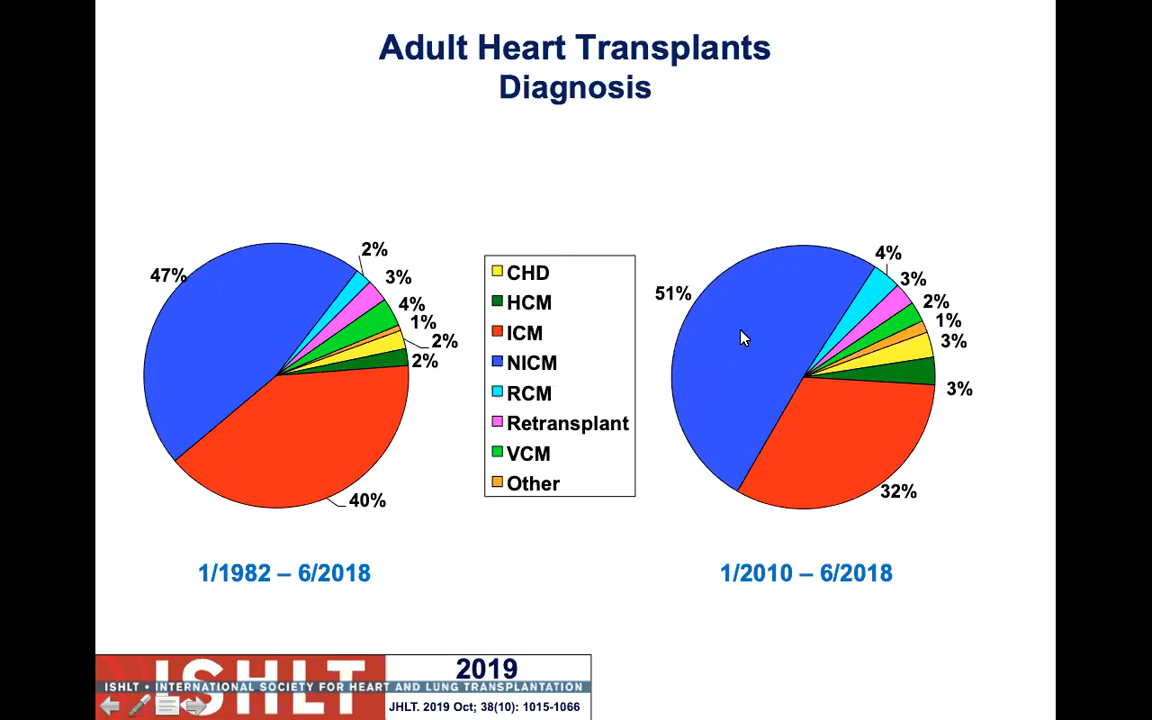 Adult Heart Transplants
Diagnosis
47%
2%
3%
4%
1%
2%
2%
40%
CHD
HCM
ICM
NICM
RCM
Retransplant
VCM
Other
51%
4%
3%
2%
1%
3%
3%
32%
1/1982 – 6/2018
1/2010 – 6/2018
ISHLT
2019
ISHLT • INTERNATIONAL SOCIETY FOR HEART AND LUNG TRANSPLANTATION
JHLT. 2019 Oct; 38(10): 1015-1066